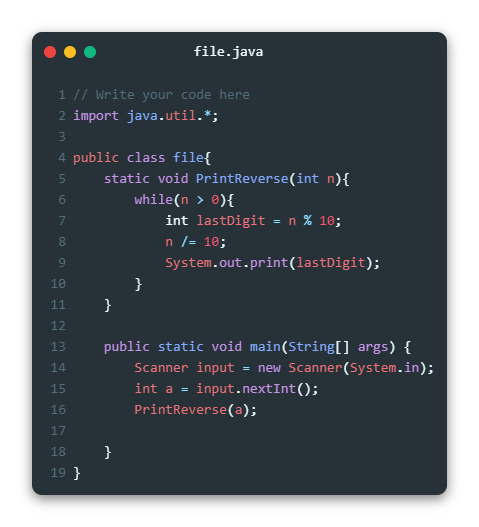 file.java
1 // Write your code here
2 import java.util.*;
3
4 public class file{
5     static void PrintReverse(int n){
6         while(n > 0){
7             int lastDigit = n % 10;
8             n /= 10;
9             System.out.print(lastDigit);
10         }
11     }
12
13     public static void main(String[] args) {
14         Scanner input = new Scanner(System.in);
15         int a = input.nextInt();
16         PrintReverse(a);
17
18     }
19 }